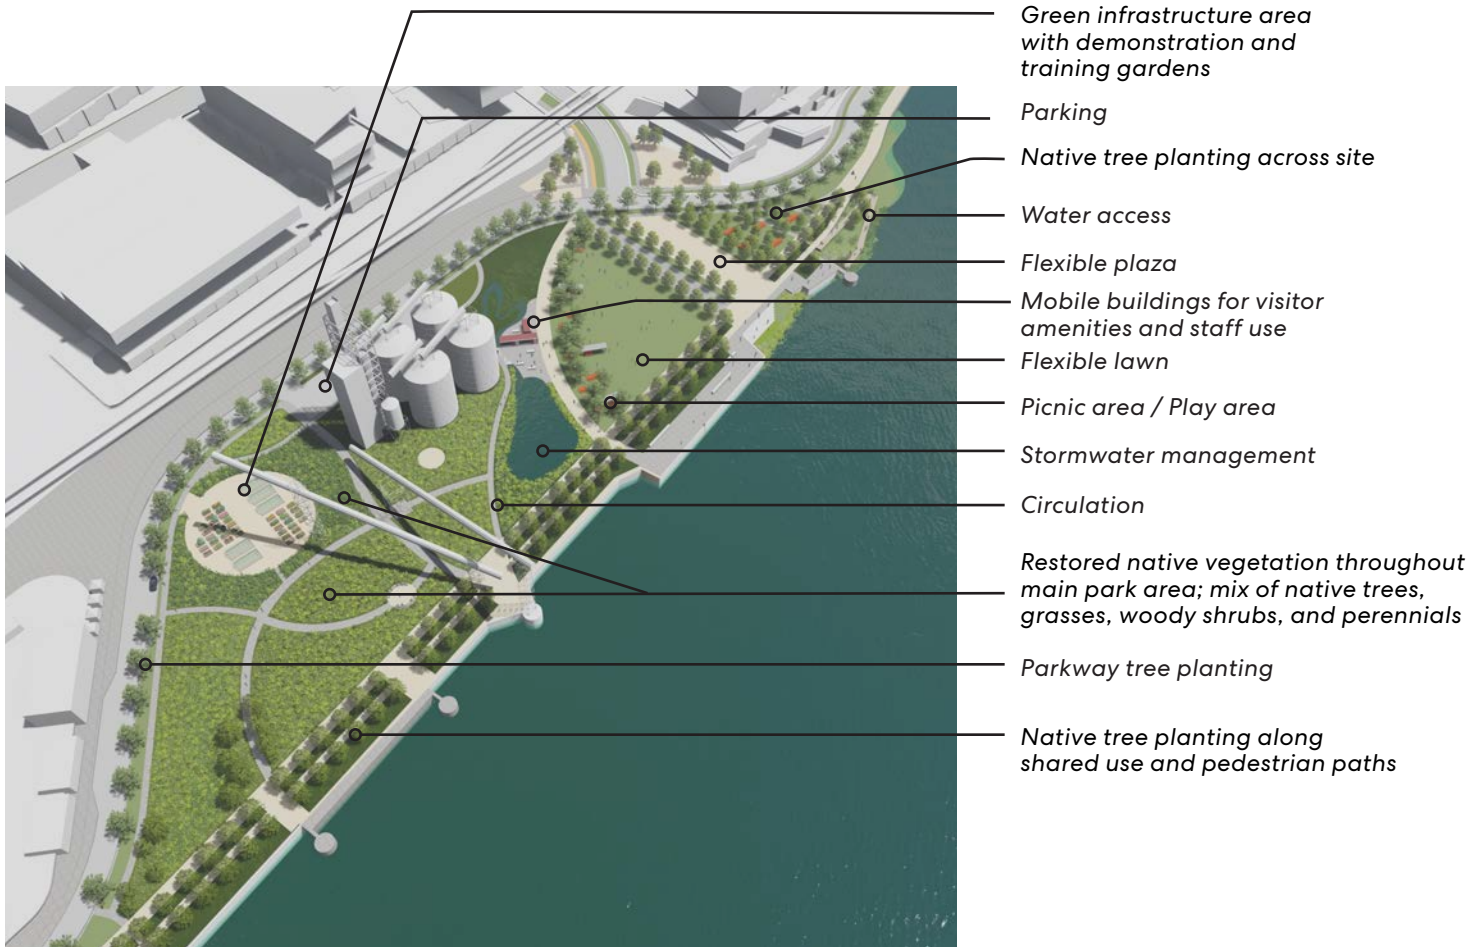 Green infrastructure area
with demonstration and
training gardens
Parking
Native tree planting across site
Water access
Flexible plaza
Mobile buildings for visitor
amenities and staff use
Flexible lawn
Picnic area / Play area
Stormwater management
Circulation
Restored native vegetation throughout
main park area; mix of native trees,
grasses, woody shrubs, and perennials
Parkway tree planting
Native tree planting along
shared use and pedestrian paths